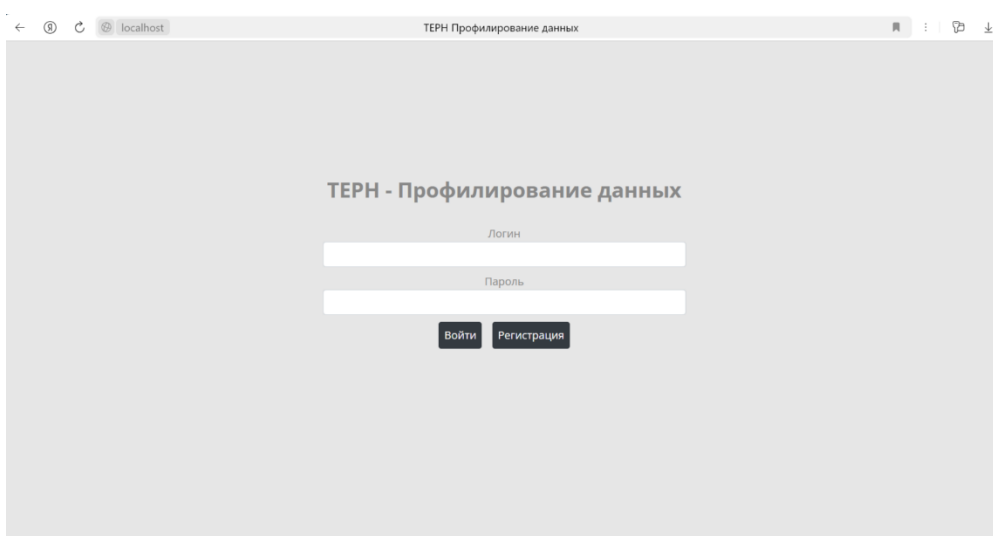 localhost
ТЕРН Профилирование данных
ТЕРН - Профилирование данных
Логин
Пароль
Войти Регистрация